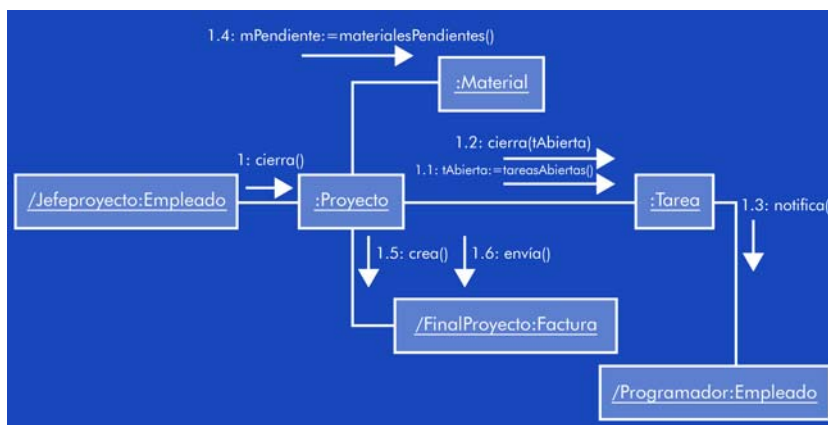 1.4: mPendiente:=materialesPendientes()
:Material
1.2: cierra(tAbierta)
1: cierra()
1.1: tAbierta:=tareasAbiertas()
/Jefeproyecto:Empleado
:Proyecto
:Tarea
1.3: notifica(
1.5: crea()
1.6: envía()
/FinalProyecto:Factura
/Programador:Empleado